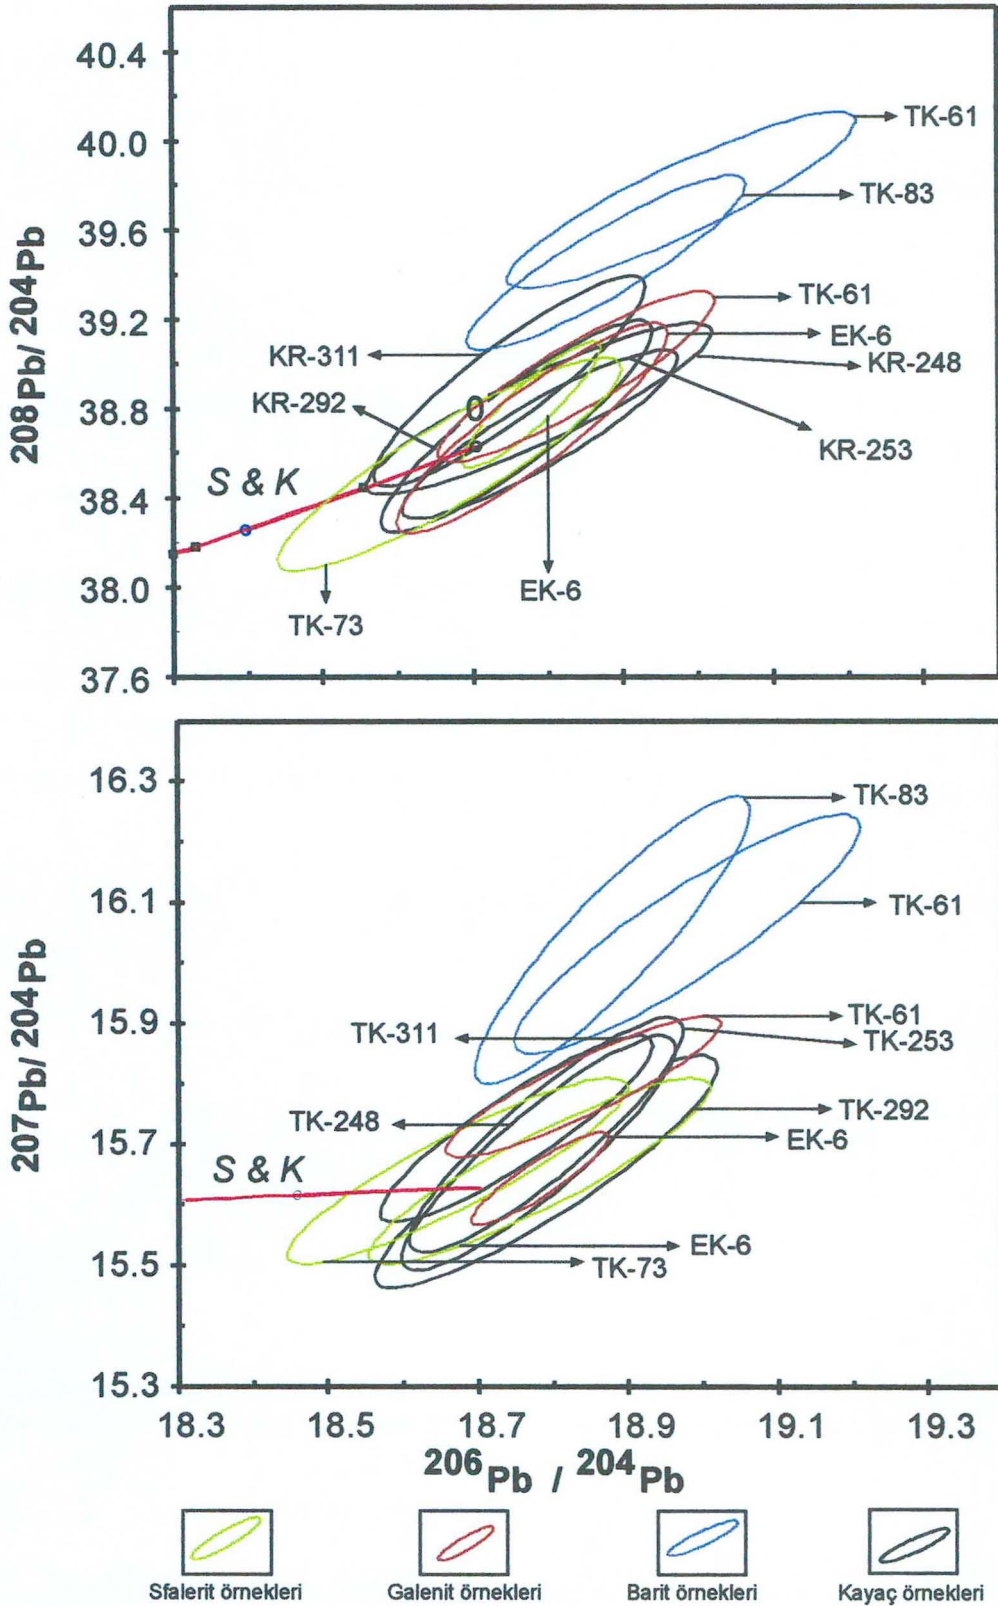 40.4
40.0
39.6
39.2
38.8
38.4
38.0
37.6
208Pb/ 204Pb
TK-61
TK-83
TK-61
EK-6
KR-248
KR-311
KR-292
KR-253
0
S & K
EK-6
TK-73
16.3
16.1
15.9
15.7
15.5
15.3
207Pb/ 204Pb
TK-83
TK-61
TK-61
TK-311
TK-253
TK-248
TK-292
EK-6
S & K
EK-6
TK-73
18.3 18.5 18.7 18.9 19.1 19.3
206Pb / 204Pb
Sfalerit örnekleri Galenit örnekleri Barit örnekleri Kayaç örnekleri